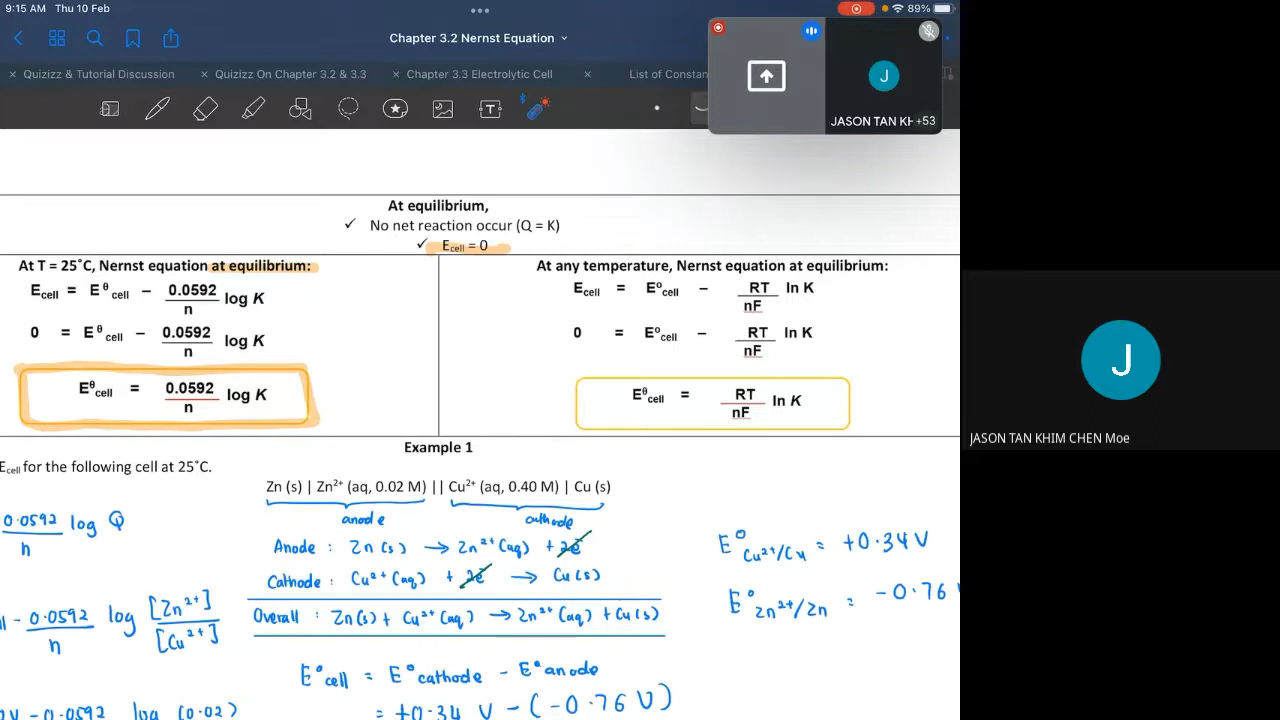 9:15 AM Thu 10 Feb
89%
Chapter 3.2 Nernst Equation
Quizizz & Tutorial Discussion
Quizizz On Chapter 3.2 & 3.3
Chapter 3.3 Electrolytic Cell
List of Constan
J
JASON TAN KH +53
At equilibrium,
✓ No net reaction occur (Q = K)
✓ Ecell = 0
At T = 25˚C, Nernst equation at equilibrium:
Ecell = Eθcell – 0.0592/n log K
0 = Eθcell – 0.0592/n log K
Eθcell = 0.0592/n log K
At any temperature, Nernst equation at equilibrium:
Ecell = Eocell – RT/nF ln K
0 = Eocell – RT/nF ln K
Eθcell = RT/nF ln K
J
JASON TAN KHIM CHEN Moe
Example 1
Ecell for the following cell at 25˚C.
Zn (s) | Zn2+ (aq, 0.02 M) || Cu2+ (aq, 0.40 M) | Cu (s)
anode cathode
0.0592/n log Q
Anode : Zn(s) → Zn2+(aq) + 2e
Cathode : Cu2+(aq) + 2e → Cu(s)
Overall : Zn(s) + Cu2+(aq) → Zn2+(aq) + Cu(s)
E°Cu2+/Cu = +0.34 V
E°Zn2+/Zn = -0.76
- 0.0592/n log [Zn2+]/[Cu2+]
E°cell = E°cathode - E°anode
= +0.34 V - (-0.76 V)
V - 0.0592 log (0.02)